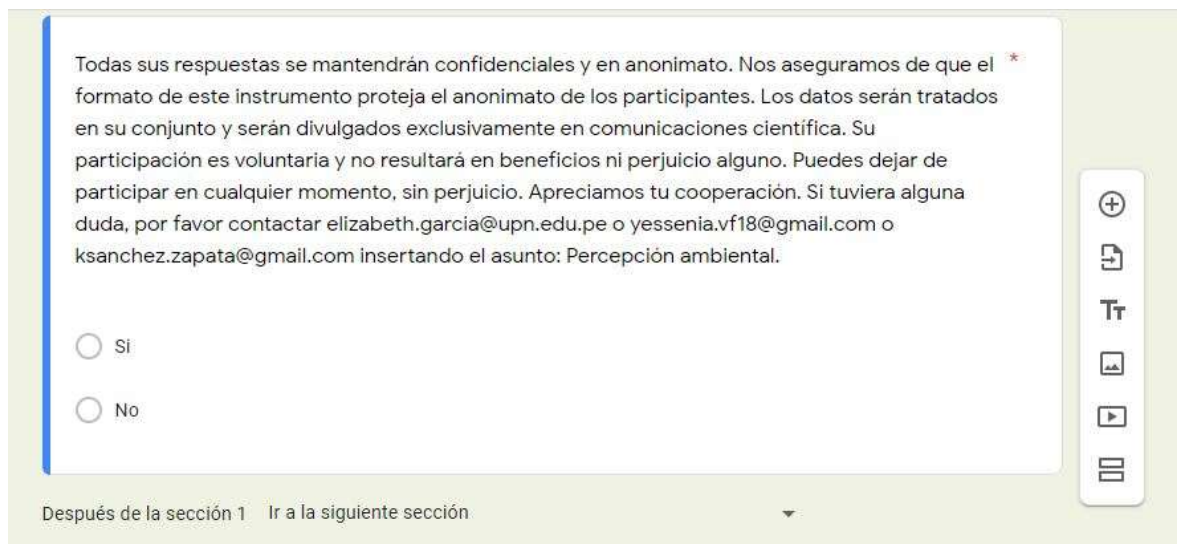 Todas sus respuestas se mantendrán confidenciales y en anonimato. Nos aseguramos de que el *
formato de este instrumento proteja el anonimato de los participantes. Los datos serán tratados
en su conjunto y serán divulgados exclusivamente en comunicaciones científica. Su
participación es voluntaria y no resultará en beneficios ni perjuicio alguno. Puedes dejar de
participar en cualquier momento, sin perjuicio. Apreciamos tu cooperación. Si tuviera alguna
duda, por favor contactar elizabeth.garcia@upn.edu.pe o yessenia.vf18@gmail.com o
ksanchez.zapata@gmail.com insertando el asunto: Percepción ambiental.
Si
No
Después de la sección 1 Ir a la siguiente sección